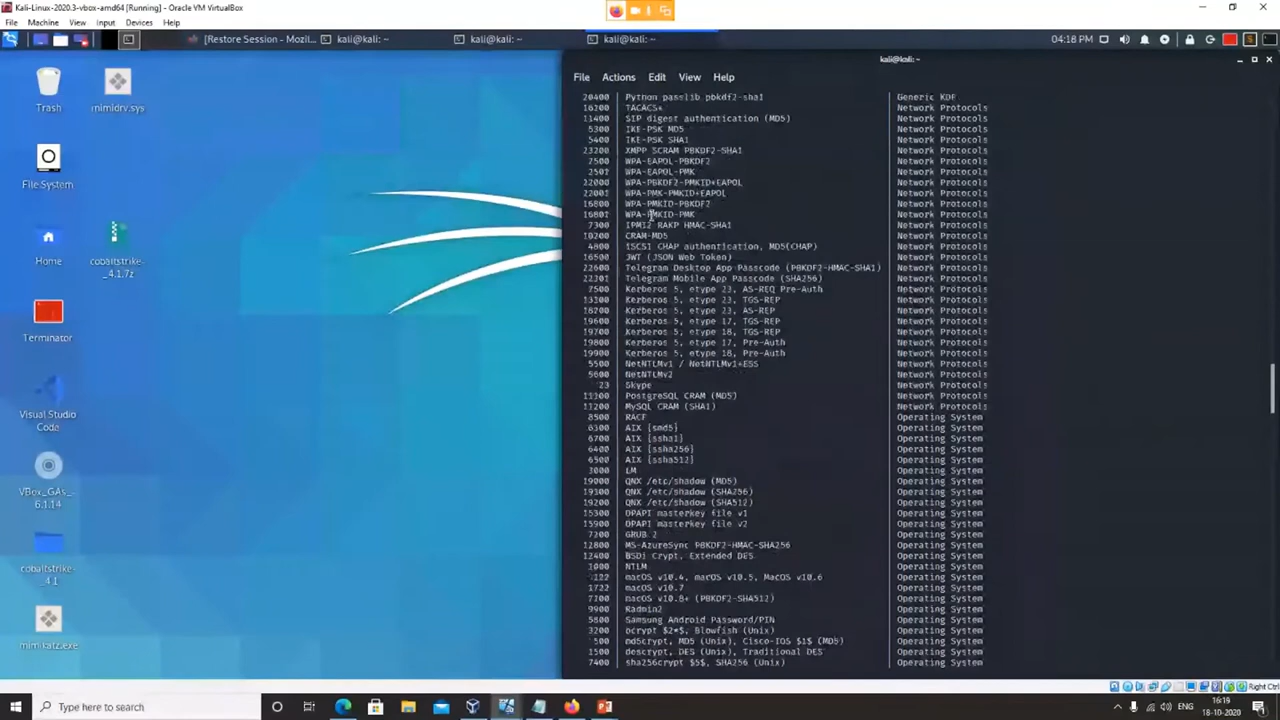 Kali-Linux-2020.3-vbox-amd64 [Running] - Oracle VM VirtualBox
File Machine View Input Devices Help
[Restore Session - Mozil... kali@kali: ~ kali@kali: ~ kali@kali: ~ 04:18 PM
kali@kali: ~
File Actions Edit View Help
Trash
mimidrv.sys
File System
Home
cobaltstrike
_4.1.7z
Terminator
Visual Studio
Code
VBox_GAs_
6.1.14
cobaltstrike
_4.1
mimikatz.exe
20400 | Python passlib pbkdf2-sha1 | Generic KDF
16100 | TACACS+ | Network Protocols
11400 | SIP digest authentication (MD5) | Network Protocols
5300 | IKE-PSK MD5 | Network Protocols
5400 | IKE-PSK SHA1 | Network Protocols
23200 | XMPP SCRAM PBKDF2-SHA1 | Network Protocols
2500 | WPA-EAPOL-PBKDF2 | Network Protocols
2501 | WPA-EAPOL-PMK | Network Protocols
22000 | WPA-PBKDF2-PMKID+EAPOL | Network Protocols
22001 | WPA-PMK-PMKID+EAPOL | Network Protocols
16800 | WPA-PMKID-PBKDF2 | Network Protocols
16801 | WPA-PMKID-PMK | Network Protocols
7300 | IPMI2 RAKP HMAC-SHA1 | Network Protocols
10200 | CRAM-MD5 | Network Protocols
4800 | iSCSI CHAP authentication, MD5(CHAP) | Network Protocols
16500 | JWT (JSON Web Token) | Network Protocols
22600 | Telegram Desktop App Passcode (PBKDF2-HMAC-SHA1) | Network Protocols
22301 | Telegram Mobile App Passcode (SHA256) | Network Protocols
7500 | Kerberos 5, etype 23, AS-REQ Pre-Auth | Network Protocols
13100 | Kerberos 5, etype 23, TGS-REP | Network Protocols
18200 | Kerberos 5, etype 23, AS-REP | Network Protocols
19600 | Kerberos 5, etype 17, TGS-REP | Network Protocols
19700 | Kerberos 5, etype 18, TGS-REP | Network Protocols
19800 | Kerberos 5, etype 17, Pre-Auth | Network Protocols
19900 | Kerberos 5, etype 18, Pre-Auth | Network Protocols
5500 | NetNTLMv1 / NetNTLMv1+ESS | Network Protocols
5600 | NetNTLMv2 | Network Protocols
23 | Skype | Network Protocols
11100 | PostgreSQL CRAM (MD5) | Network Protocols
11200 | MySQL CRAM (SHA1) | Network Protocols
8500 | RACF | Operating System
6300 | AIX {smd5} | Operating System
6700 | AIX {ssha1} | Operating System
6400 | AIX {ssha256} | Operating System
6500 | AIX {ssha512} | Operating System
3000 | LM | Operating System
19000 | QNX /etc/shadow (MD5) | Operating System
19100 | QNX /etc/shadow (SHA256) | Operating System
19200 | QNX /etc/shadow (SHA512) | Operating System
15300 | DPAPI masterkey file v1 | Operating System
15900 | DPAPI masterkey file v2 | Operating System
7200 | GRUB 2 | Operating System
12800 | MS-AzureSync PBKDF2-HMAC-SHA256 | Operating System
12400 | BSDi Crypt, Extended DES | Operating System
1000 | NTLM | Operating System
122 | macOS v10.4, macOS v10.5, MacOS v10.6 | Operating System
1722 | macOS v10.7 | Operating System
7100 | macOS v10.8+ (PBKDF2-SHA512) | Operating System
9900 | Radmin2 | Operating System
5800 | Samsung Android Password/PIN | Operating System
3200 | bcrypt $2*$, Blowfish (Unix) | Operating System
500 | md5crypt, MD5 (Unix), Cisco-IOS $1$ (MD5) | Operating System
1500 | descrypt, DES (Unix), Traditional DES | Operating System
7400 | sha256crypt $5$, SHA256 (Unix) | Operating System
Right Ctrl
Type here to search
ENG
16:19
18-10-2020